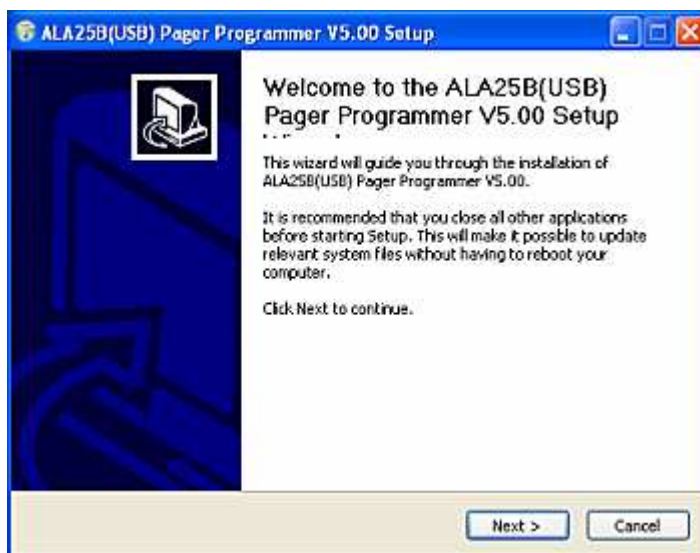 ALA25B(USB) Pager Programmer V5.00 Setup
Welcome to the ALA25B(USB)
Pager Programmer V5.00 Setup
This wizard will guide you through the installation of
ALA25B(USB) Pager Programmer V5.00.
It is recommended that you close all other applications
before starting Setup. This will make it possible to update
relevant system files without having to reboot your
computer.
Click Next to continue.
Next >
Cancel